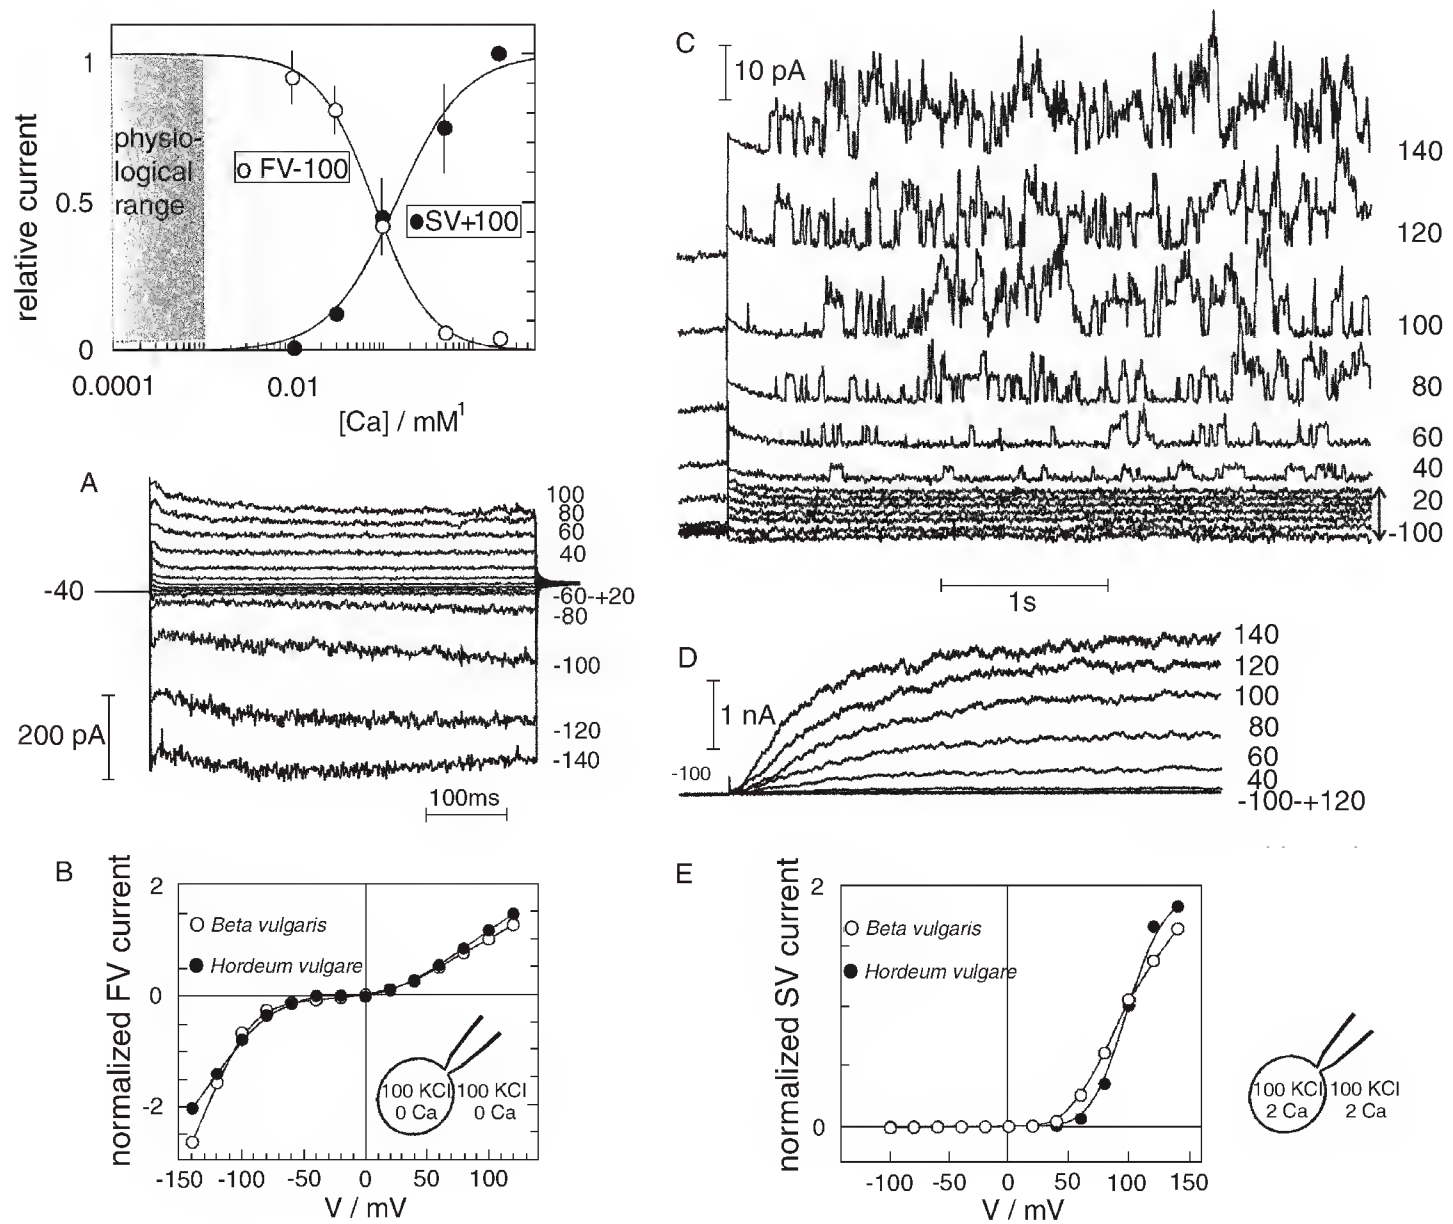 1
0.5
0
relative current
physio-
logical
range
o FV-100
●SV+100
0.0001
0.01
1
[Ca] / mM
A
100
80
60
40
-40
-60-+20
-80
-100
-120
-140
200 pA
100ms
B
normalized FV current
2
0
-2
Beta vulgaris
Hordeum vulgare
100 KCl
0 Ca
100 KCl
0 Ca
-150
-100
-50
0
50
100
V / mV
C
10 pA
140
120
100
80
60
40
20
-100
1s
D
1 nA
-100
140
120
100
80
60
40
-100-+120
E
normalized SV current
2
0
Beta vulgaris
Hordeum vulgare
100 KCl
2 Ca
100 KCl
2 Ca
-100
-50
0
50
100
150
V / mV